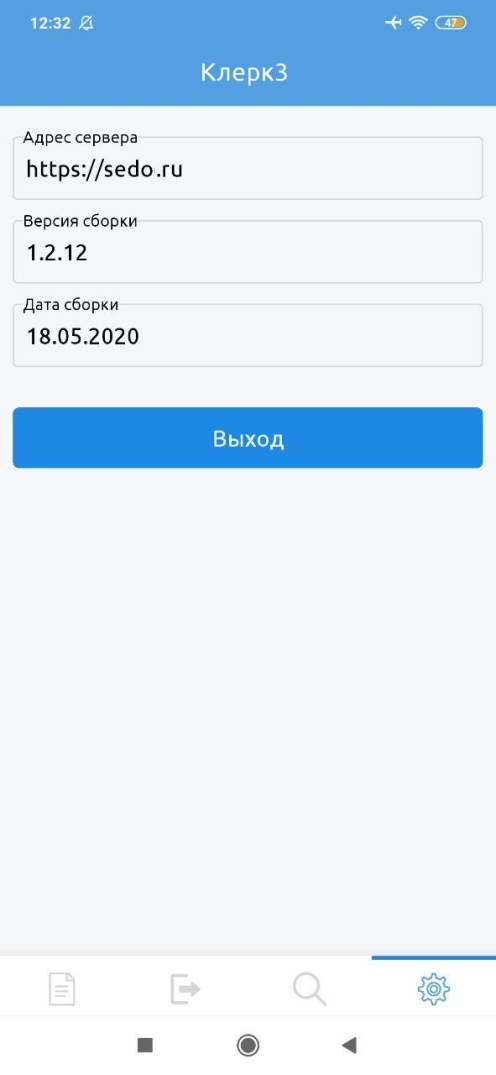 12:32
47
Клерк3
Адрес сервера
https://sedo.ru
Версия сборки
1.2.12
Дата сборки
18.05.2020
Выход